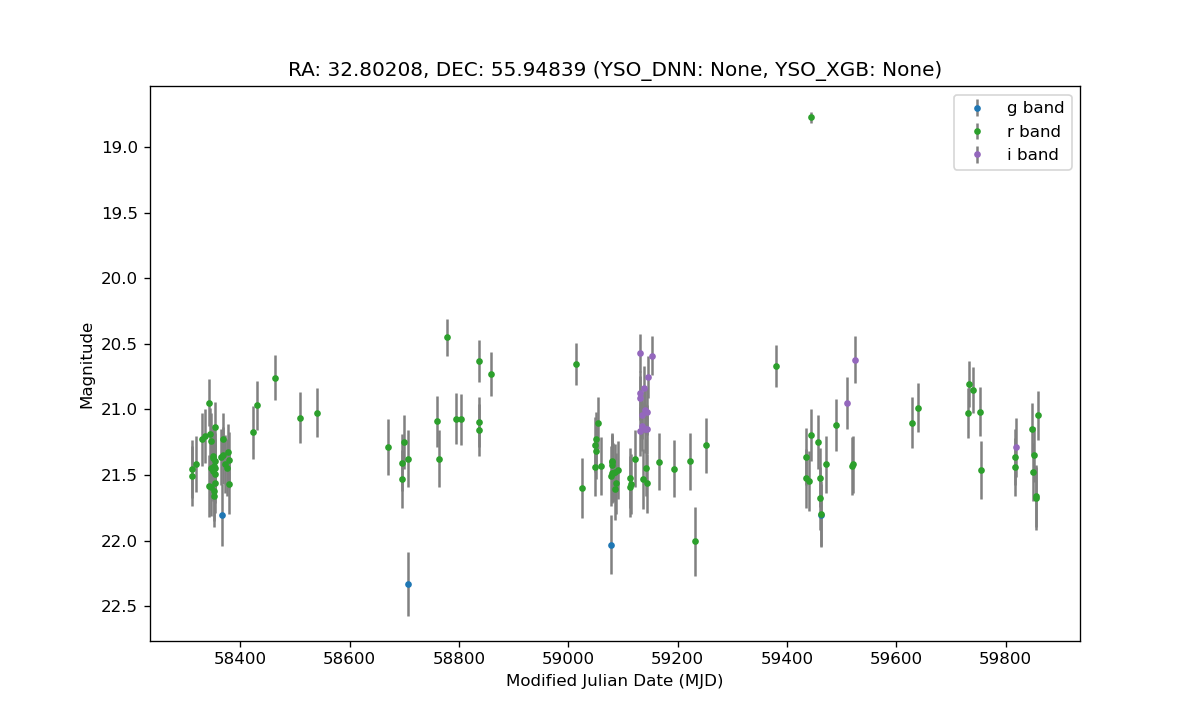 RA: 32.80208, DEC: 55.94839 (YSO_DNN: None, YSO_XGB: None)
g band
r band
i band
Magnitude
19.0
19.5
20.0
20.5
21.0
21.5
22.0
22.5
58400 58600 58800 59000 59200 59400 59600 59800
Modified Julian Date (MJD)